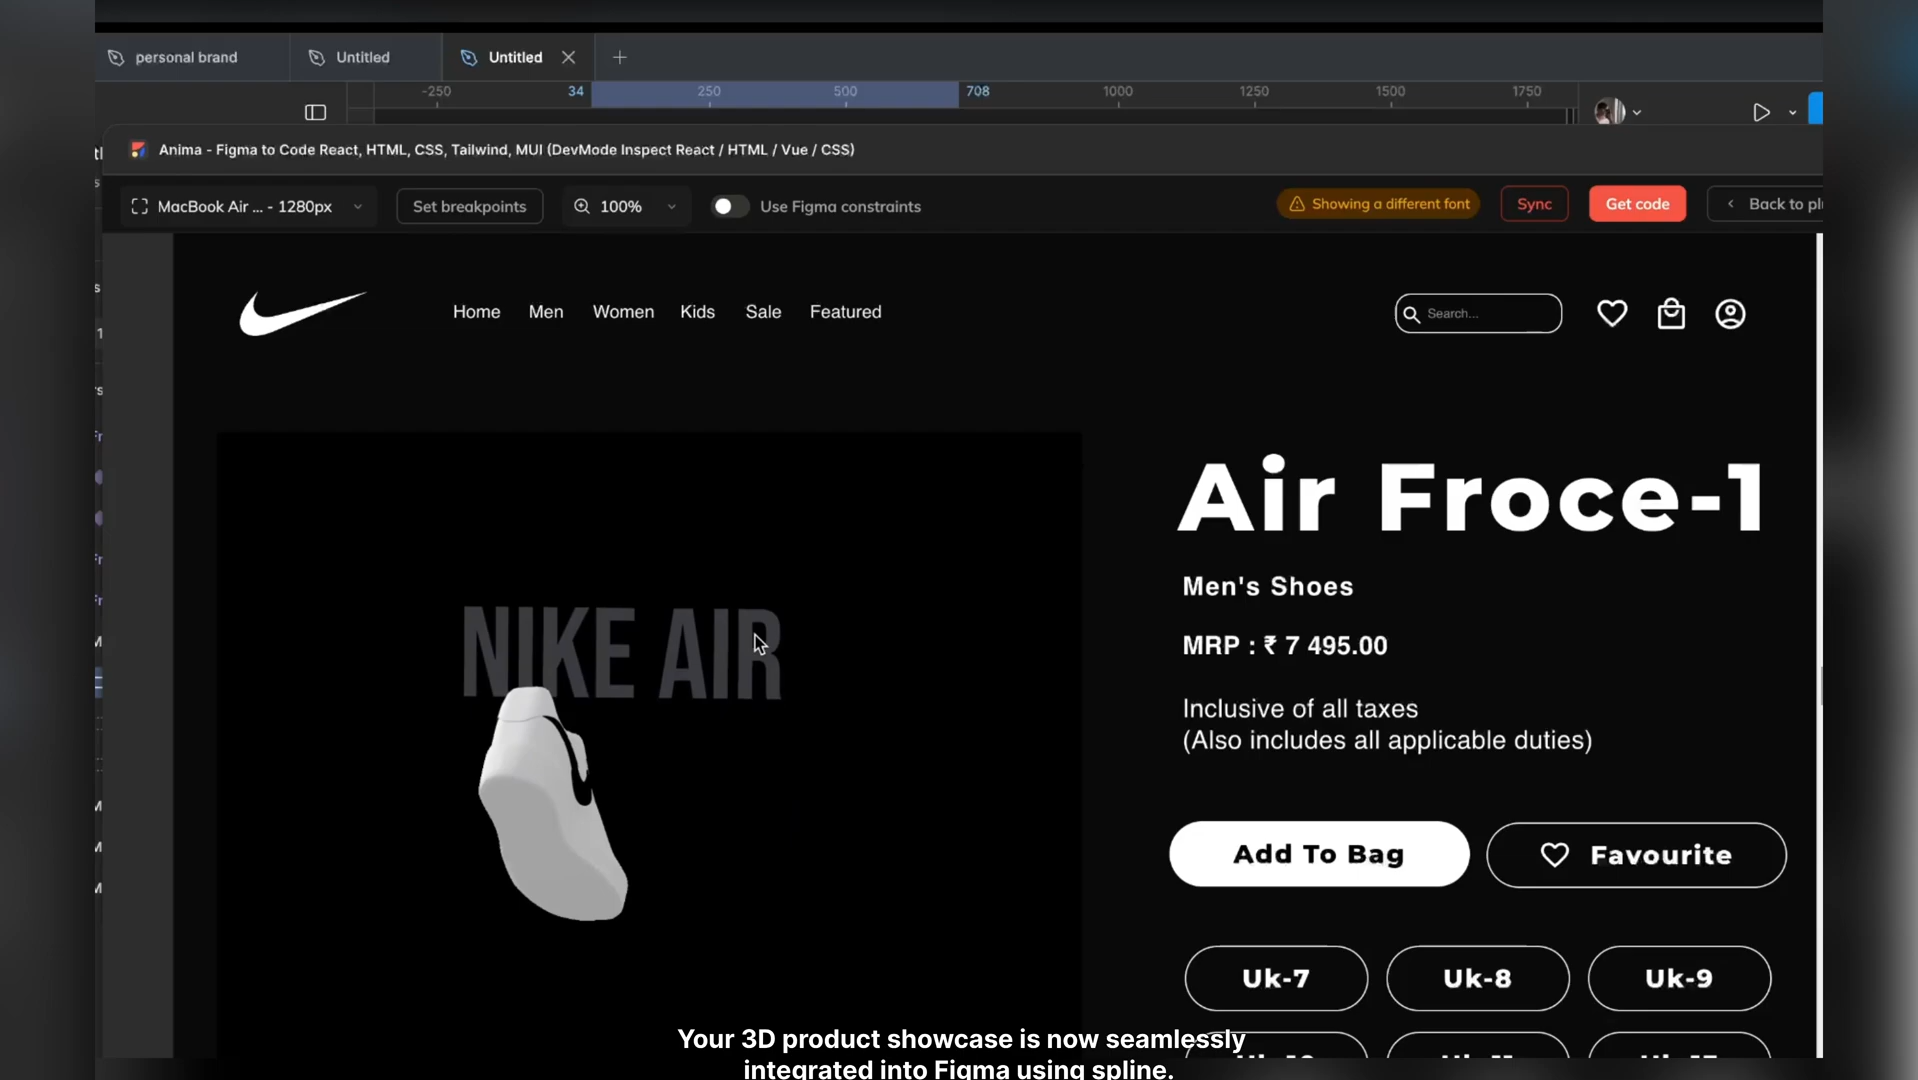 personal brand
Untitled
Untitled
-250
34
250
500
708
1000
1250
1500
1750
Anima - Figma to Code React, HTML, CSS, Tailwind, MUI (DevMode Inspect React / HTML / Vue / CSS)
MacBook Air ... - 1280px
Set breakpoints
100%
Use Figma constraints
Showing a different font
Sync
Get code
Back to
Home
Men
Women
Kids
Sale
Featured
Search...
Air Froce-1
Men's Shoes
MRP : ₹ 7 495.00
Inclusive of all taxes
(Also includes all applicable duties)
NIKE AIR
Add To Bag
Favourite
Uk-7
Uk-8
Uk-9
Your 3D product showcase is now seamlessly
integrated into Figma using spline.